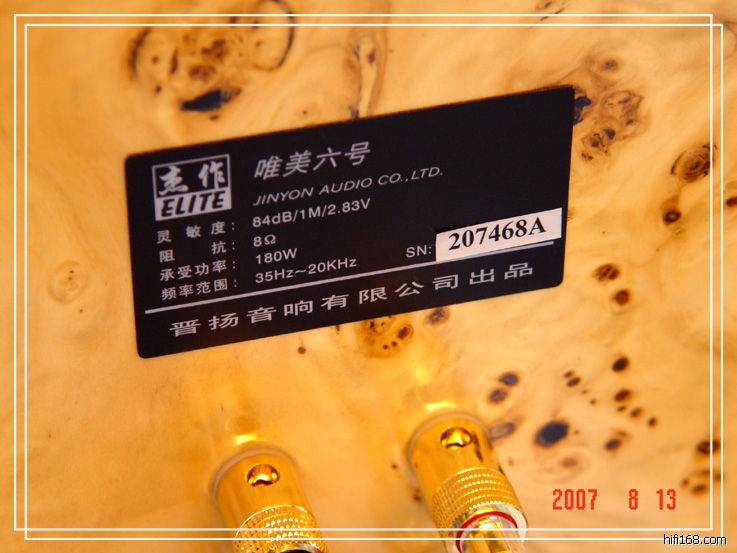 杰作
ELITE
唯美六号
JINYON AUDIO CO.,LTD.
灵敏度： 84dB/1M/2.83V
阻抗： 8Ω
承受功率： 180W
频率范围： 35Hz~20KHz
SN: 207468A
晋扬音响有限公司出品
2007 8 13
hifi168.com